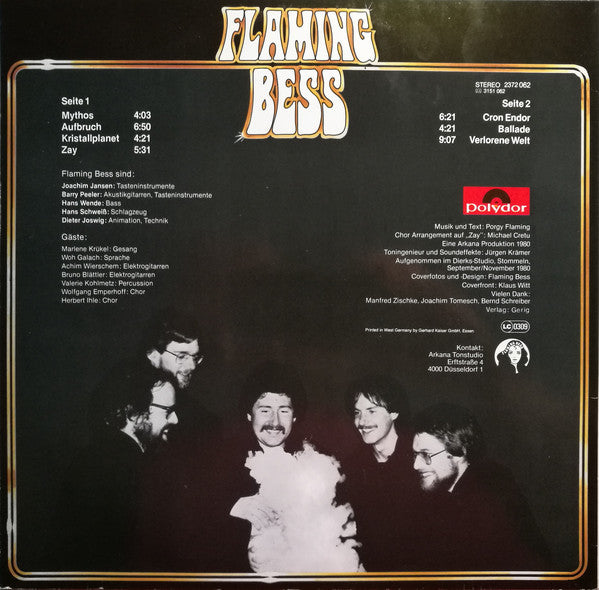 FLAMING
BESS
STEREO 2372 062
3151 062
Seite 1
Mythos 4:03
Aufbruch 6:50
Kristallplanet 4:21
Zay 5:31
Seite 2
6:21 Cron Endor
4:21 Ballade
9:07 Verlorene Welt
Flaming Bess sind:
Joachim Jansen: Tasteninstrumente
Barry Peeler: Akustikgitarren, Tasteninstrumente
Hans Wende: Bass
Hans Schweiß: Schlagzeug
Dieter Joswig: Animation, Technik
Gäste:
Marlene Krükel: Gesang
Woh Galach: Sprache
Achim Wierschem: Elektrogitarren
Bruno Blättler: Elektrogitarren
Valerie Kohlmetz: Percussion
Wolfgang Emperhoff: Chor
Herbert Ihle: Chor
polydor
Musik und Text: Porgy Flaming
Chor Arrangement auf „Zay": Michael Cretu
Eine Arkana Produktion 1980
Toningenieur und Soundeffekte: Jürgen Krämer
Aufgenommen im Dierks-Studio, Stommeln,
September/November 1980
Coverfotos und -Design: Flaming Bess
Coverfront: Klaus Witt
Vielen Dank:
Manfred Zischke, Joachim Tomesch, Bernd Schreiber
Verlag: Gerig
Printed in West Germany by Gerhard Kaiser GmbH, Essen
LC 0309
Kontakt:
Arkana Tonstudio
Erftstraße 4
4000 Düsseldorf 1